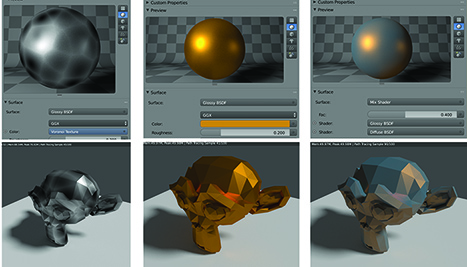 Preview
Surface
Surface:
Glossy BSDF
GGX
Color:
Voronoi Texture
Custom Properties
Preview
Surface
Surface:
Glossy BSDF
GGX
Color:
Roughness:
0.200
Custom Properties
Preview
Surface
Surface:
Mix Shader
Fac:
0.400
Shader:
Glossy BSDF
Shader:
Diffuse BSDF